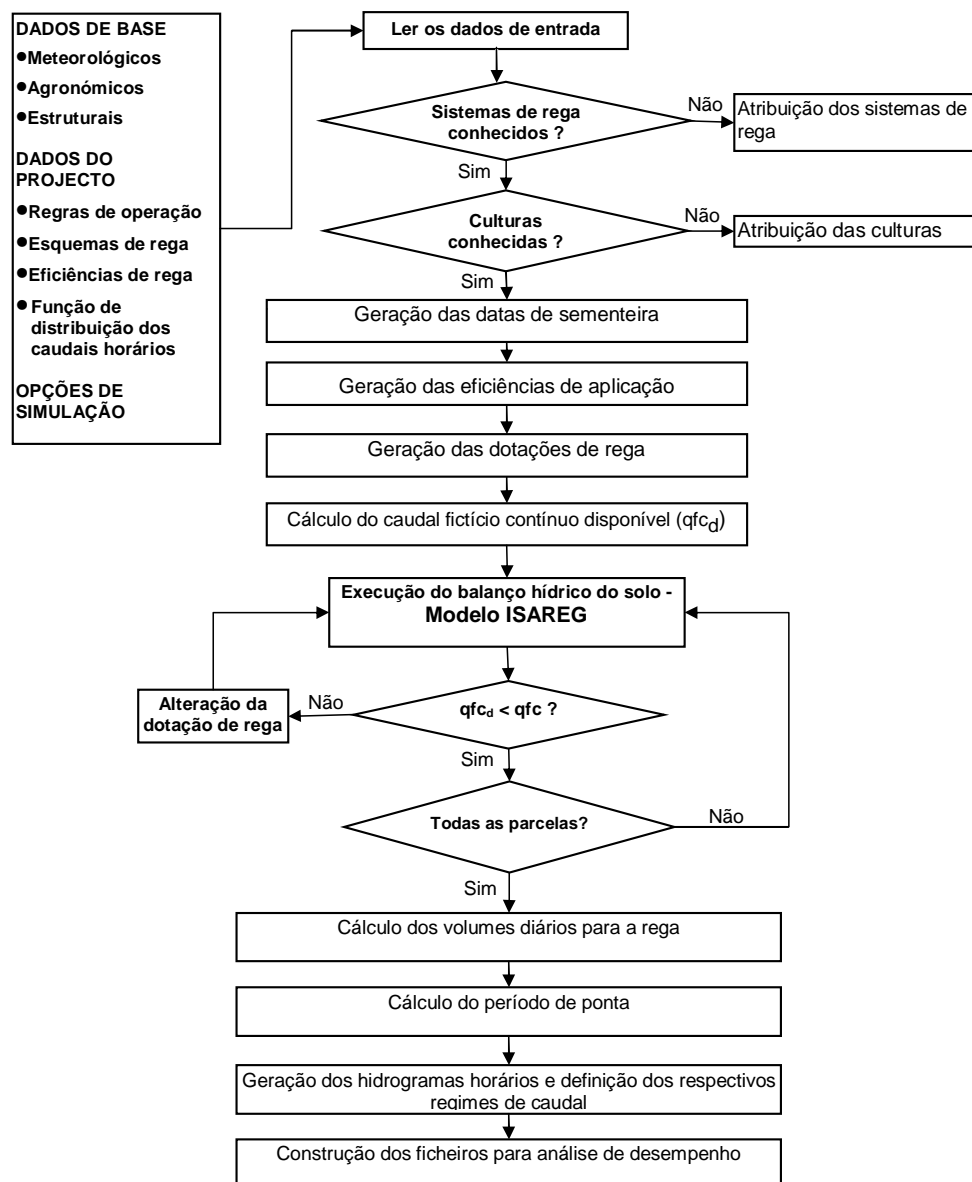 DADOS DE BASE
●Meteorológicos
●Agronómicos
●Estruturais
DADOS DO
PROJECTO
●Regras de operação
●Esquemas de rega
●Eficiências de rega
● Função de
distribuição dos
caudais horários
OPÇÕES DE
SIMULAÇÃO
Ler os dados de entrada
Sistemas de rega
conhecidos ?
Não
Atribuição dos sistemas de
rega
Sim
Culturas
conhecidas ?
Não
Atribuição das culturas
Sim
Geração das datas de sementeira
Geração das eficiências de aplicação
Geração das dotações de rega
Cálculo do caudal fictício contínuo disponível (qfcd)
Execução do balanço hídrico do solo -
Modelo ISAREG
qfcd < qfc ?
Não
Alteração da
dotação de rega
Sim
Todas as parcelas?
Não
Sim
Cálculo dos volumes diários para a rega
Cálculo do período de ponta
Geração dos hidrogramas horários e definição dos respectivos
regimes de caudal
Construção dos ficheiros para análise de desempenho